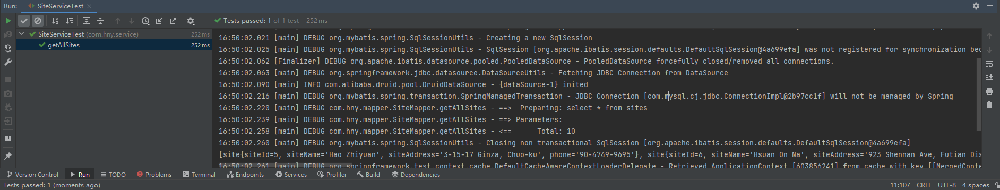 Run: SiteServiceTest
Tests passed: 1 of 1 test – 252 ms
SiteServiceTest (com.hny.service) 252 ms
getAllSites 252 ms
16:50:02.021 [main] DEBUG org.mybatis.spring.SqlSessionUtils - Creating a new SqlSession
16:50:02.025 [main] DEBUG org.mybatis.spring.SqlSessionUtils - SqlSession [org.apache.ibatis.session.defaults.DefaultSqlSession@4a699efa] was not registered for synchronization bec
16:50:02.062 [Finalizer] DEBUG org.apache.ibatis.datasource.pooled.PooledDataSource - PooledDataSource forcefully closed/removed all connections.
16:50:02.063 [main] DEBUG org.springframework.jdbc.datasource.DataSourceUtils - Fetching JDBC Connection from DataSource
16:50:02.090 [main] INFO com.alibaba.druid.pool.DruidDataSource - {dataSource-1} inited
16:50:02.216 [main] DEBUG org.mybatis.spring.transaction.SpringManagedTransaction - JDBC Connection [com.mysql.cj.jdbc.ConnectionImpl@2b97cc1f] will not be managed by Spring
16:50:02.220 [main] DEBUG com.hny.mapper.SiteMapper.getAllSites - ==>  Preparing: select * from sites
16:50:02.239 [main] DEBUG com.hny.mapper.SiteMapper.getAllSites - ==> Parameters:
16:50:02.258 [main] DEBUG com.hny.mapper.SiteMapper.getAllSites - <==      Total: 10
16:50:02.260 [main] DEBUG org.mybatis.spring.SqlSessionUtils - Closing non transactional SqlSession [org.apache.ibatis.session.defaults.DefaultSqlSession@4a699efa]
[site{siteId=5, siteName='Hao Zhiyuan', siteAddress='3-15-17 Ginza, Chuo-ku', phone='90-4749-9695'}, site{siteId=6, siteName='Hsuan On Na', siteAddress='923 Shennan Ave, Futian Dis
16:50:02.261 [main] DEBUG org.springframework.test.context.cache.DefaultCacheAwareContextLoaderDelegate - Retrieved ApplicationContext [603856241] from cache with key [[MergedConte
Version Control Run TODO Problems Terminal Endpoints Services Profiler Build Dependencies
Tests passed: 1 (moments ago) 11:107 CRLF UTF-8 4 spaces